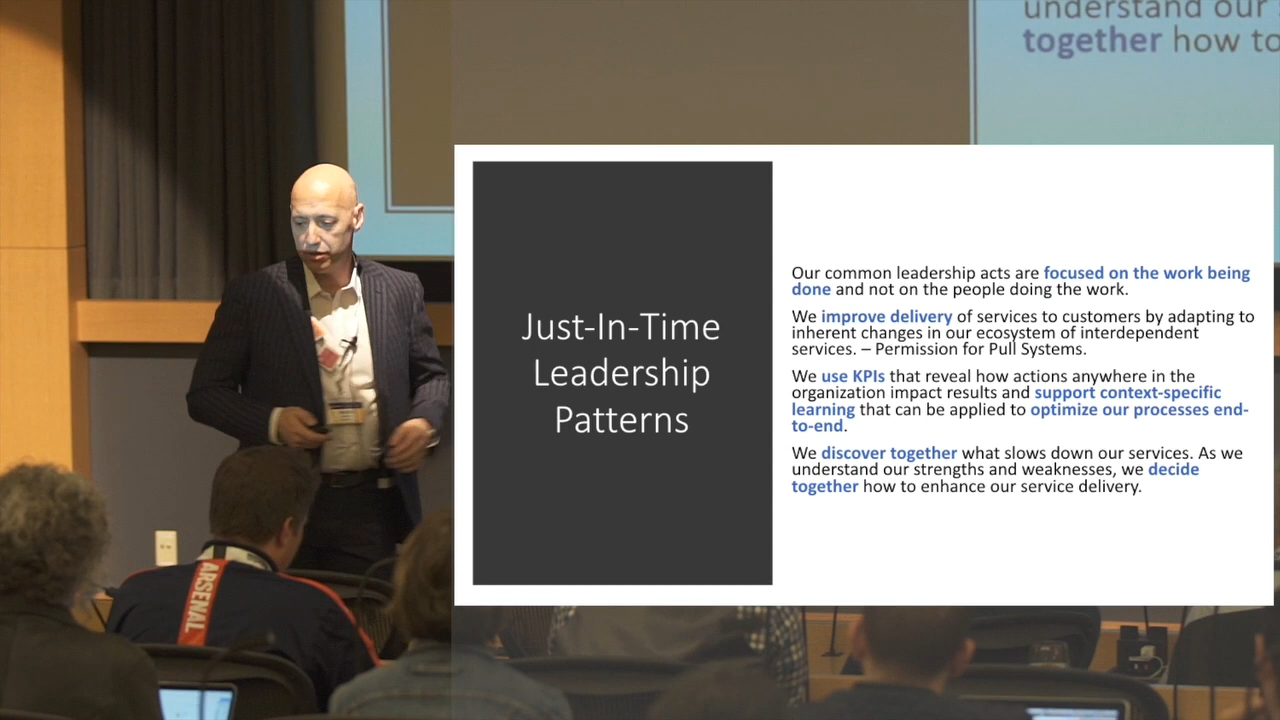 understand our
together how to
Just-In-Time
Leadership
Patterns
Our common leadership acts are focused on the work being
done and not on the people doing the work.
We improve delivery of services to customers by adapting to
inherent changes in our ecosystem of interdependent
services. – Permission for Pull Systems.
We use KPIs that reveal how actions anywhere in the
organization impact results and support context-specific
learning that can be applied to optimize our processes end-
to-end.
We discover together what slows down our services. As we
understand our strengths and weaknesses, we decide
together how to enhance our service delivery.
ARSENAL